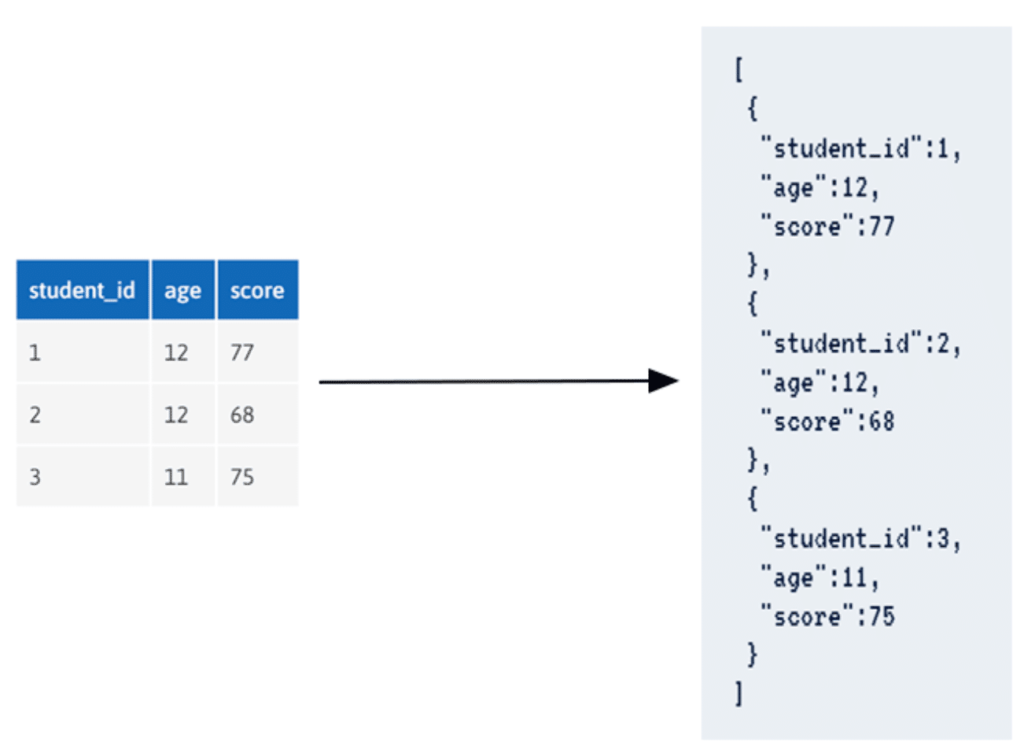 student_id age score
1 12 77
2 12 68
3 11 75
[
{
"student_id":1,
"age":12,
"score":77
},
{
"student_id":2,
"age":12,
"score":68
},
{
"student_id":3,
"age":11,
"score":75
}
]